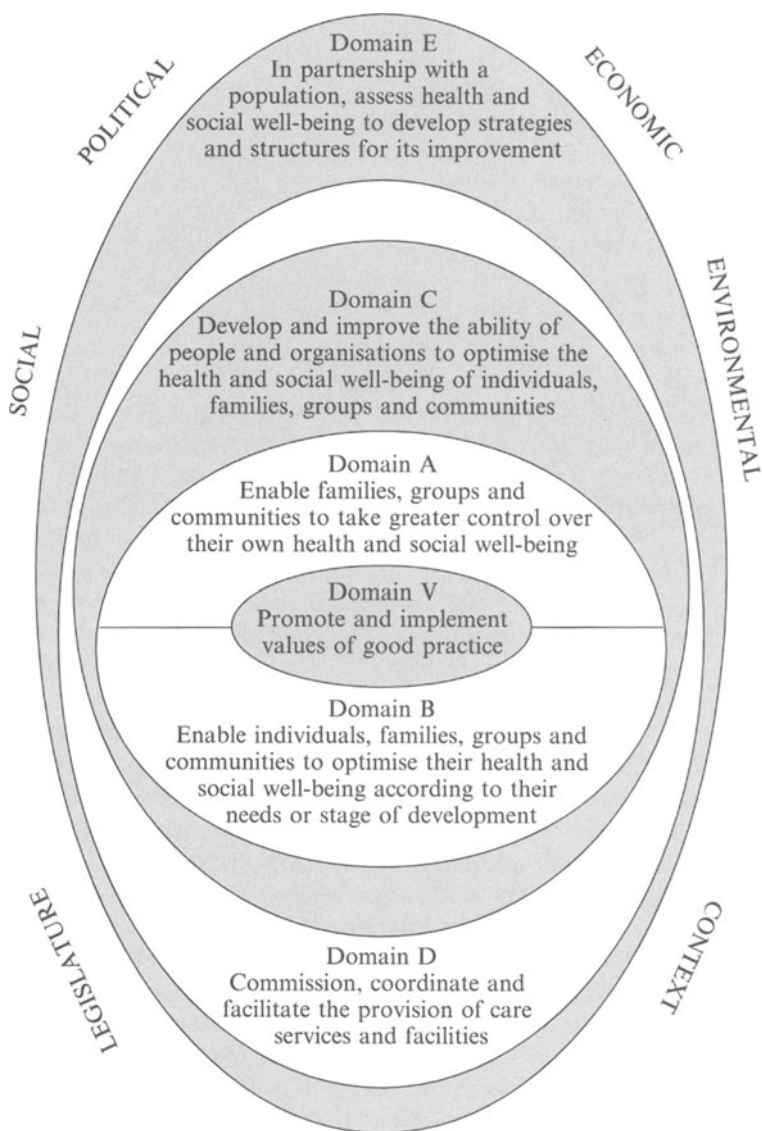 Domain E
In partnership with a
population, assess health and
social well-being to develop strategies
and structures for its improvement
POLITICAL
ECONOMIC
SOCIAL
ENVIRONMENTAL
Domain C
Develop and improve the ability of
people and organisations to optimise the
health and social well-being of individuals,
families, groups and communities
Domain A
Enable families, groups and
communities to take greater control over
their own health and social well-being
Domain V
Promote and implement
values of good practice
Domain B
Enable individuals, families, groups and
communities to optimise their health and
social well-being according to their
needs or stage of development
LEGISLATURE
CONTEXT
Domain D
Commission, coordinate and
facilitate the provision of care
services and facilities